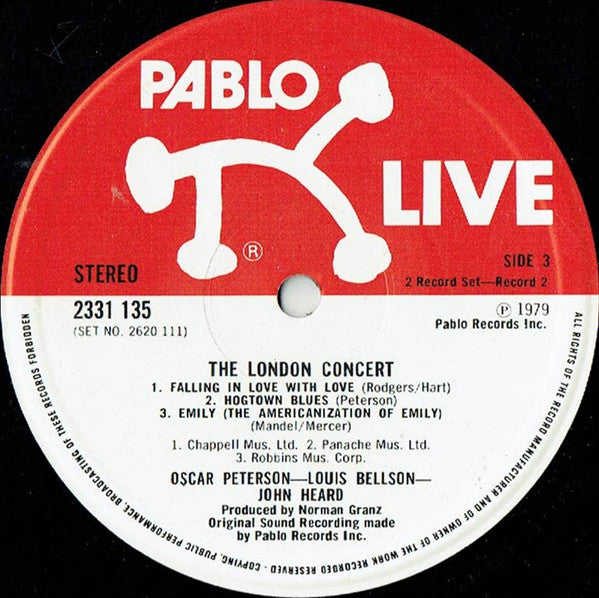 PABLO
LIVE
®
STEREO
SIDE 3
2 Record Set—Record 2
2331 135
(SET NO. 2620 111)
℗ 1979
Pablo Records Inc.
THE LONDON CONCERT
1. FALLING IN LOVE WITH LOVE (Rodgers/Hart)
2. HOGTOWN BLUES (Peterson)
3. EMILY (THE AMERICANIZATION OF EMILY)
(Mandel/Mercer)
1. Chappell Mus. Ltd. 2. Panache Mus. Ltd.
3. Robbins Mus. Corp.
OSCAR PETERSON—LOUIS BELLSON—
JOHN HEARD
Produced by Norman Granz
Original Sound Recording made
by Pablo Records Inc.
ALL RIGHTS OF THE RECORD MANUFACTURER AND OF OWNER OF THE WORK RECORDED RESERVED - COPYING, PUBLIC PERFORMANCE, BROADCASTING OF THESE RECORDS FORBIDDEN